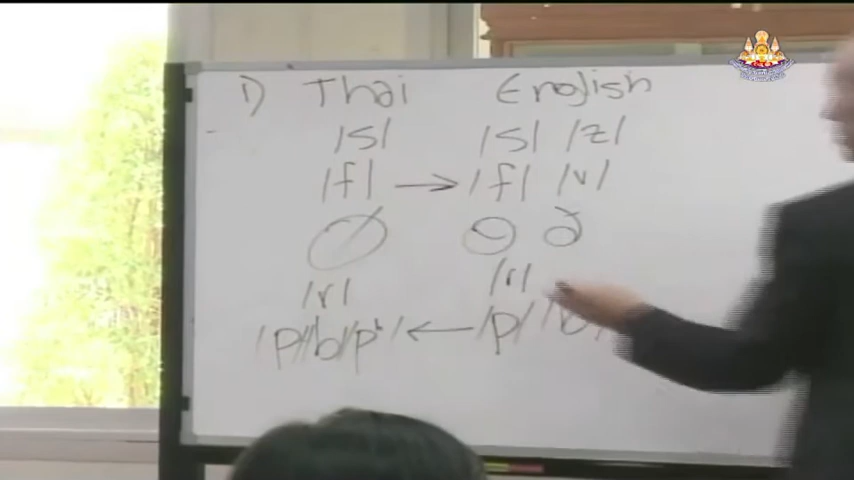 1) Thai English
/s/ /s/ /z/
/f/ → /f/ /v/
∅ θ ð
/r/ /r/
/p//b/pʰ/ ← /p/ /b/